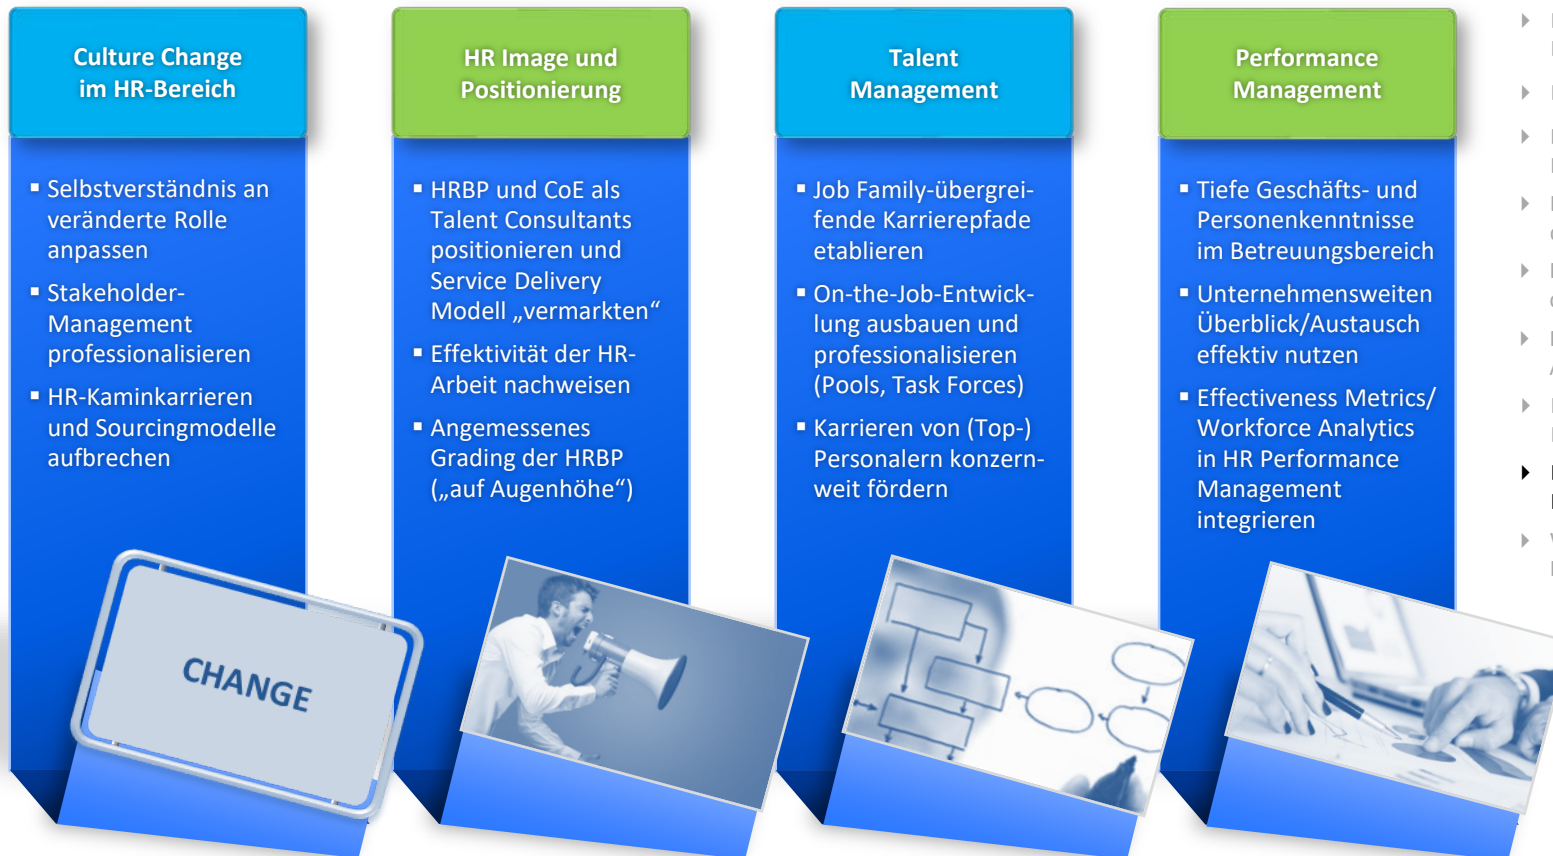 Culture Change
im HR-Bereich
▪ Selbstverständnis an
veränderte Rolle
anpassen
▪ Stakeholder-
Management
professionalisieren
▪ HR-Kaminkarrieren
und Sourcingmodelle
aufbrechen
CHANGE
HR Image und
Positionierung
▪ HRBP und CoE als
Talent Consultants
positionieren und
Service Delivery
Modell „vermarkten“
▪ Effektivität der HR-
Arbeit nachweisen
▪ Angemessenes
Grading der HRBP
(„auf Augenhöhe“)
Talent
Management
▪ Job Family-übergrei-
fende Karrierepfade
etablieren
▪ On-the-Job-Entwick-
lung ausbauen und
professionalisieren
(Pools, Task Forces)
▪ Karrieren von (Top-)
Personalern konzern-
weit fördern
Performance
Management
▪ Tiefe Geschäfts- und
Personenkenntnisse
im Betreuungsbereich
▪ Unternehmensweiten
Überblick/Austausch
effektiv nutzen
▪ Effectiveness Metrics/
Workforce Analytics
in HR Performance
Management
integrieren